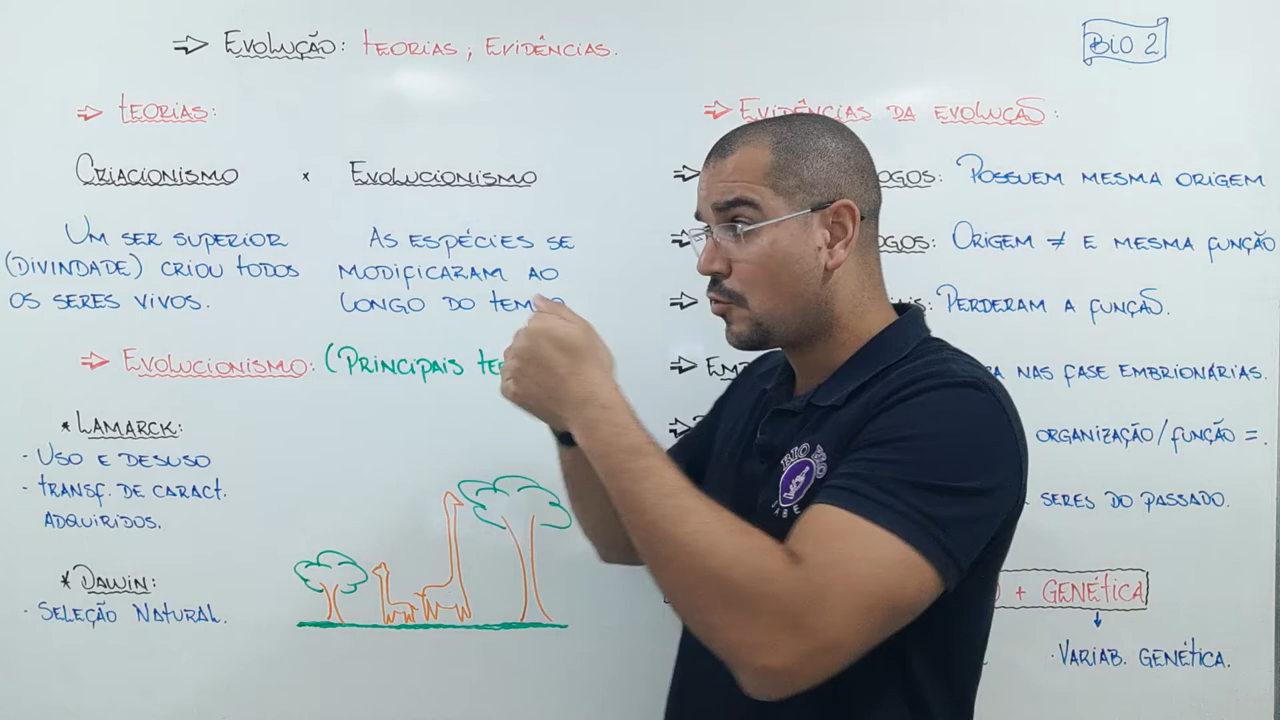 ⇒ EVOLUÇÃO: TEORIAS; EVIDÊNCIAS.
BIO 2
⇒ TEORIAS:
CRIACIONISMO × EVOLUCIONISMO
UM SER SUPERIOR
(DIVINDADE) CRIOU TODOS
OS SERES VIVOS.
AS ESPÉCIES SE
MODIFICARAM AO
LONGO DO TEMPO
⇒ EVOLUCIONISMO: (PRINCIPAIS
* LAMARCK:
- USO E DESUSO
- TRANSF. DE CARACT.
ADQUIRIDOS.
* DAWIN:
- SELEÇÃO NATURAL.
⇒ EVIDÊNCIAS DA EVOLUÇÃO:
POSSUEM MESMA ORIGEM
ORIGEM ≠ E MESMA FUNÇÃO
PERDERAM A FUNÇÃO.
NAS FASE EMBRIONÁRIAS.
ORGANIZAÇÃO/FUNÇÃO =.
SERES DO PASSADO.
+ GENÉTICA
· VARIAB. GENÉTICA.
BIO